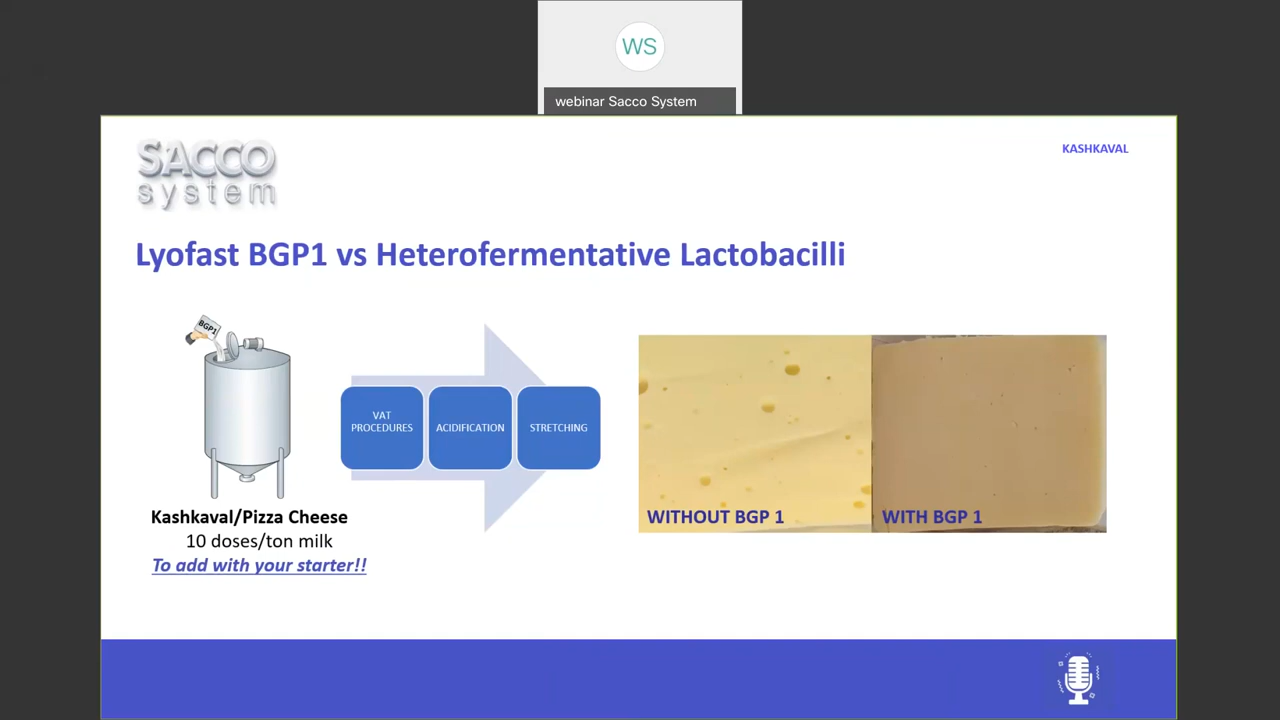 WS
webinar Sacco System
SACCO
system
KASHKAVAL
Lyofast BGP1 vs Heterofermentative Lactobacilli
BGP1
VAT
PROCEDURES
ACIDIFICATION
STRETCHING
WITHOUT BGP 1
WITH BGP 1
Kashkaval/Pizza Cheese
10 doses/ton milk
To add with your starter!!